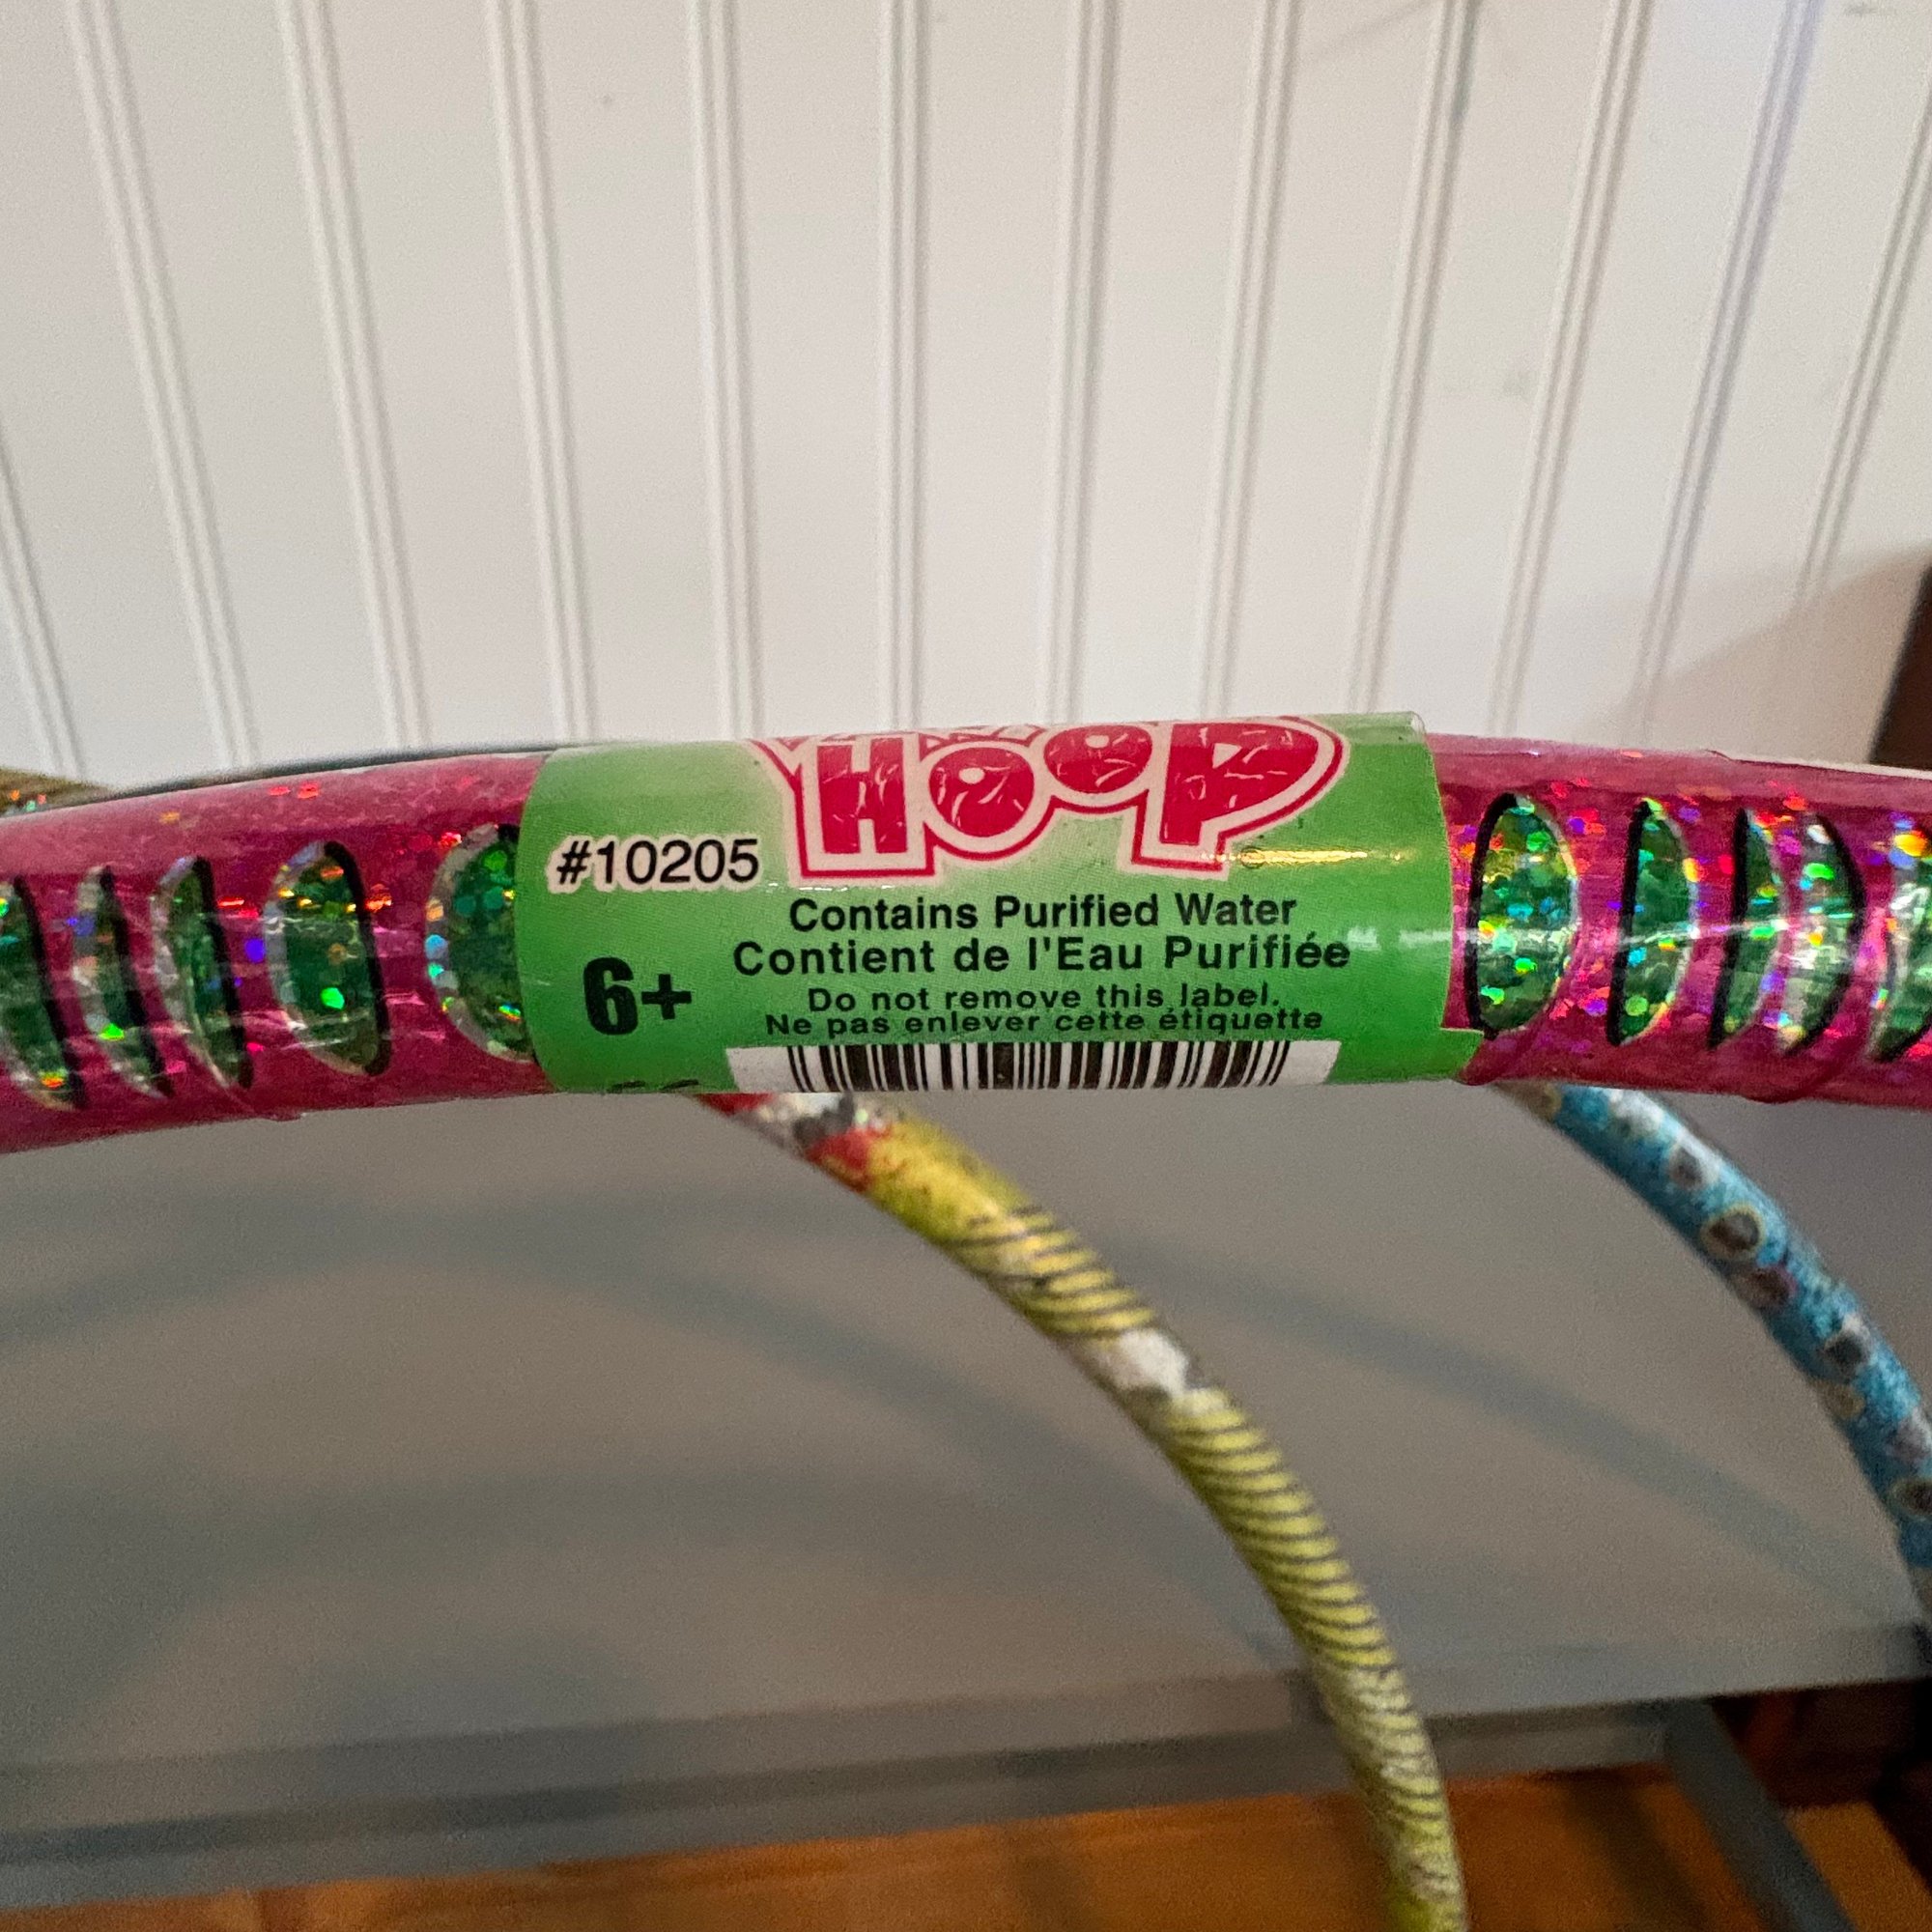 HOOP
#10205
Contains Purified Water
Contient de l'Eau Purifiée
6+
Do not remove this label.
Ne pas enlever cette étiquette